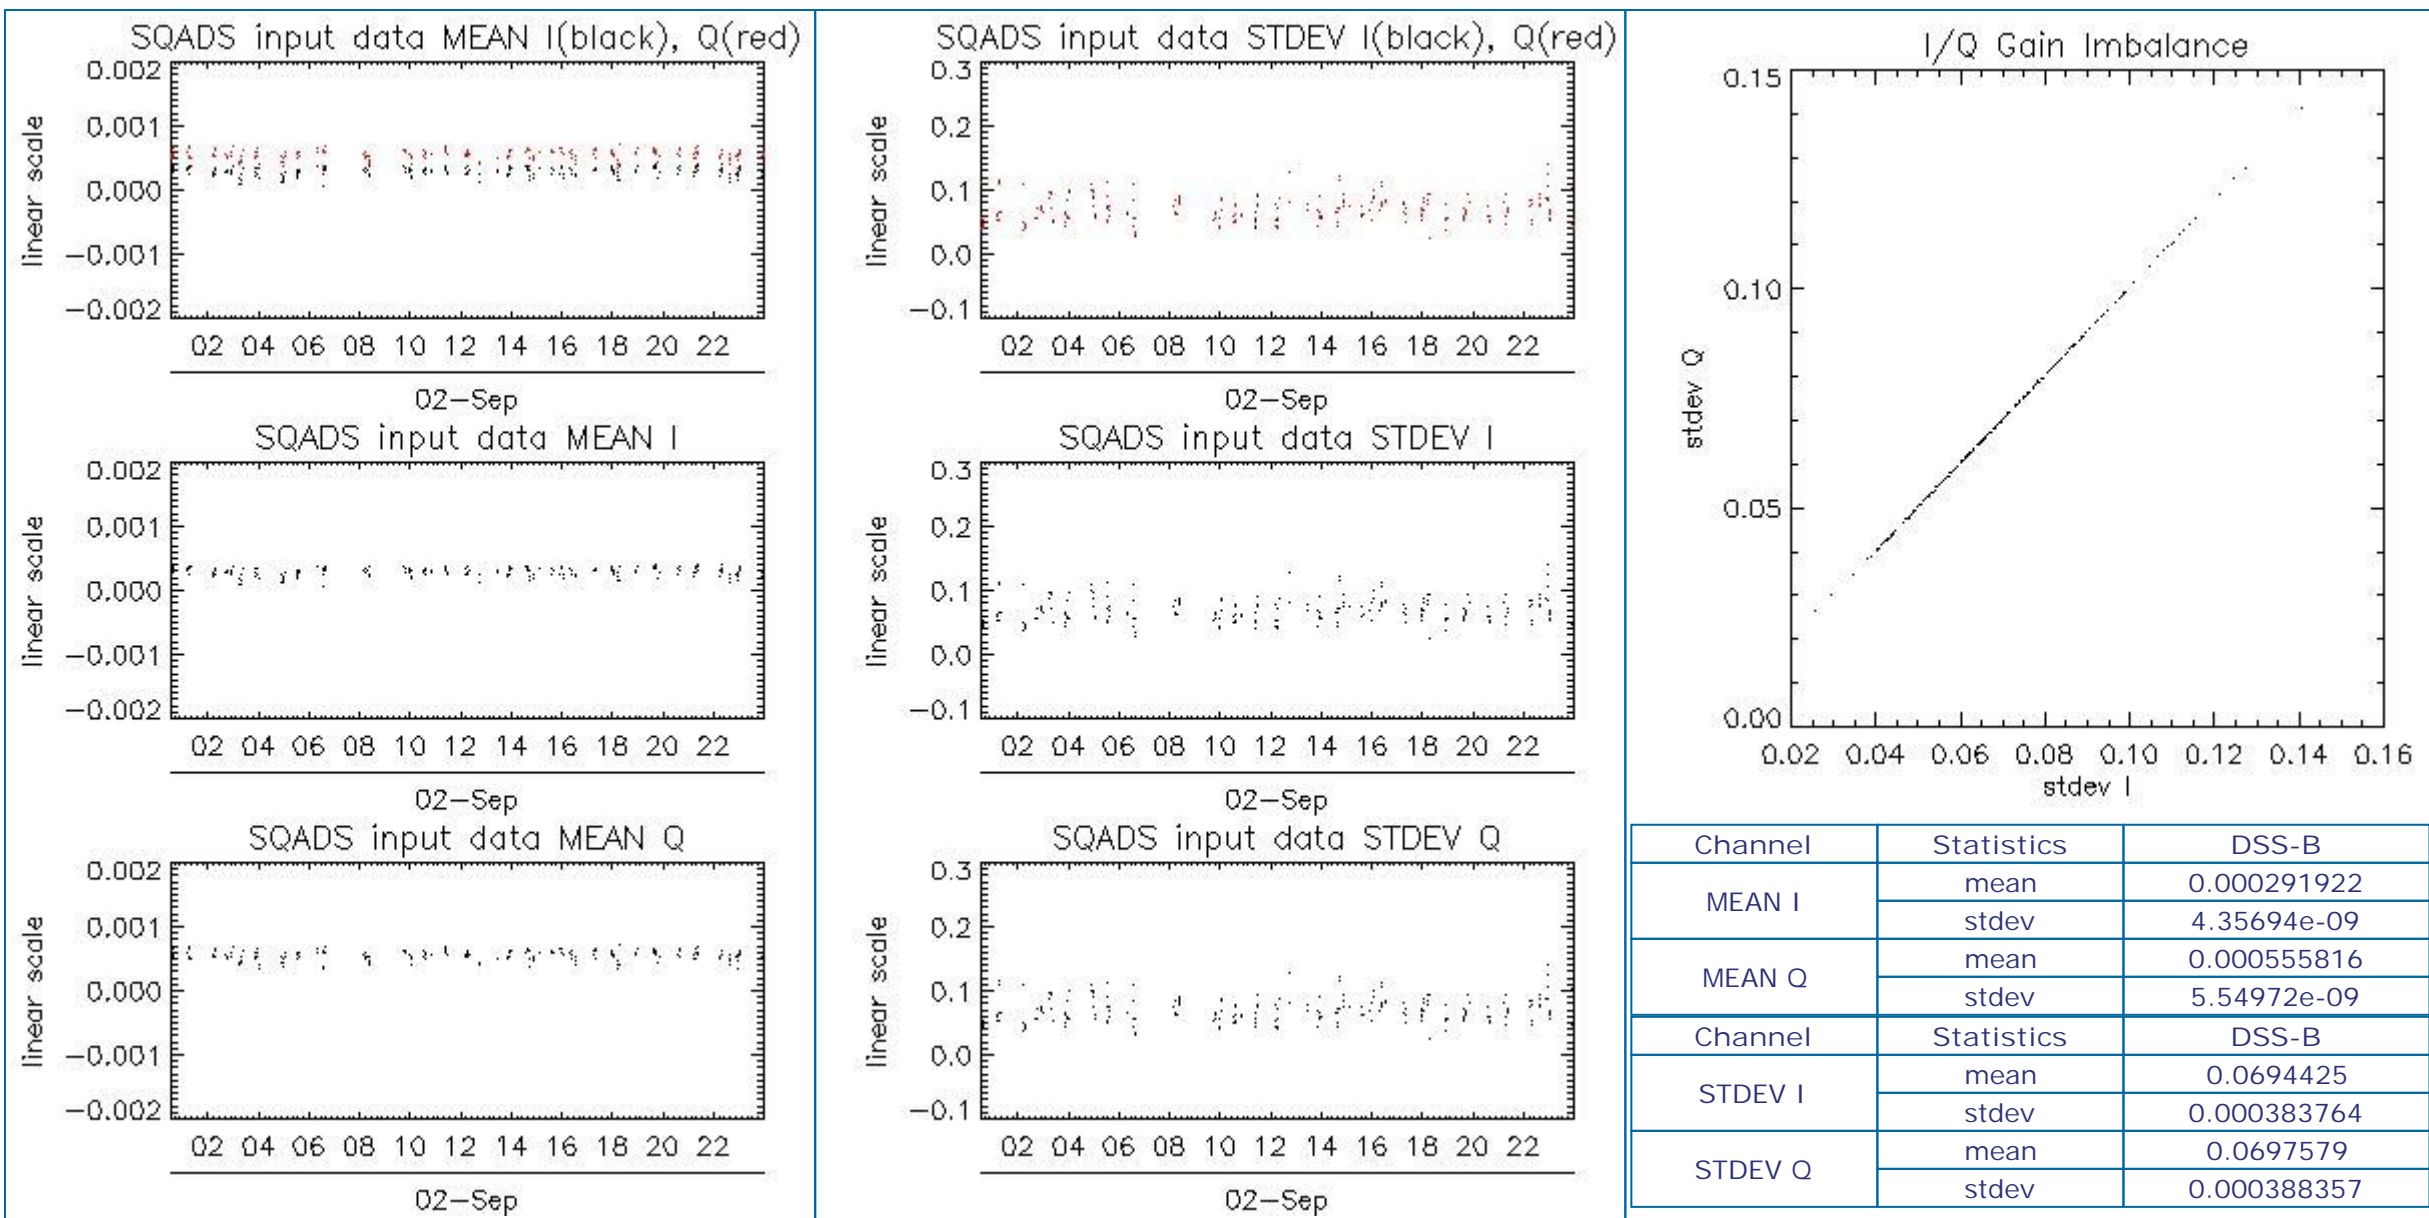 SQADS input data MEAN I(black), Q(red)
0.002
0.001
0.000
-0.001
-0.002
linear scale
02 04 06 08 10 12 14 16 18 20 22
02-Sep
SQADS input data MEAN I
0.002
0.001
0.000
-0.001
-0.002
linear scale
02 04 06 08 10 12 14 16 18 20 22
02-Sep
SQADS input data MEAN Q
0.002
0.001
0.000
-0.001
-0.002
linear scale
02 04 06 08 10 12 14 16 18 20 22
02-Sep
SQADS input data STDEV I(black), Q(red)
0.3
0.2
0.1
0.0
-0.1
linear scale
02 04 06 08 10 12 14 16 18 20 22
02-Sep
SQADS input data STDEV I
0.3
0.2
0.1
0.0
-0.1
linear scale
02 04 06 08 10 12 14 16 18 20 22
02-Sep
SQADS input data STDEV Q
0.3
0.2
0.1
0.0
-0.1
linear scale
02 04 06 08 10 12 14 16 18 20 22
02-Sep
I/Q Gain Imbalance
0.15
0.10
0.05
0.00
stdev Q
0.02 0.04 0.06 0.08 0.10 0.12 0.14 0.16
stdev I
Channel Statistics DSS-B
MEAN I mean 0.000291922
stdev 4.35694e-09
MEAN Q mean 0.000555816
stdev 5.54972e-09
Channel Statistics DSS-B
STDEV I mean 0.0694425
stdev 0.000383764
STDEV Q mean 0.0697579
stdev 0.000388357